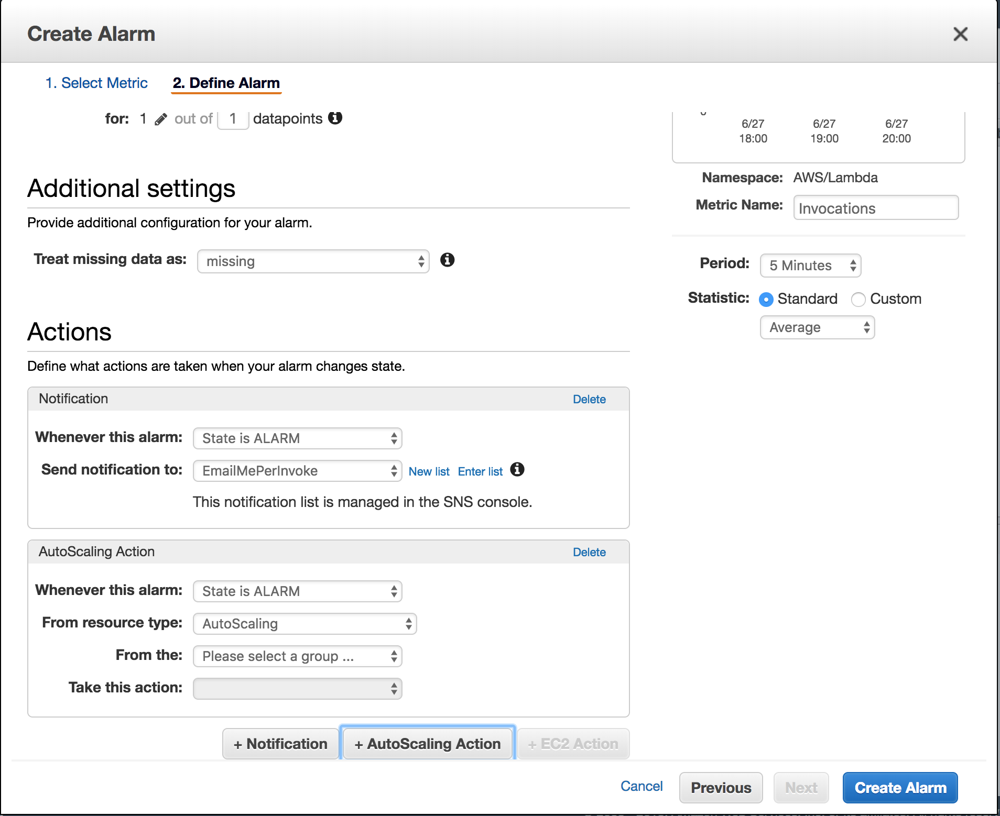 Create Alarm
1. Select Metric 2. Define Alarm
for: 1 out of 1 datapoints
6/27 6/27 6/27
18:00 19:00 20:00
Additional settings
Provide additional configuration for your alarm.
Treat missing data as: missing
Namespace: AWS/Lambda
Metric Name: Invocations
Period: 5 Minutes
Statistic: Standard Custom
Average
Actions
Define what actions are taken when your alarm changes state.
Notification Delete
Whenever this alarm: State is ALARM
Send notification to: EmailMePerInvoke New list Enter list
This notification list is managed in the SNS console.
AutoScaling Action Delete
Whenever this alarm: State is ALARM
From resource type: AutoScaling
From the: Please select a group ...
Take this action:
+ Notification + AutoScaling Action + EC2 Action
Cancel Previous Next Create Alarm